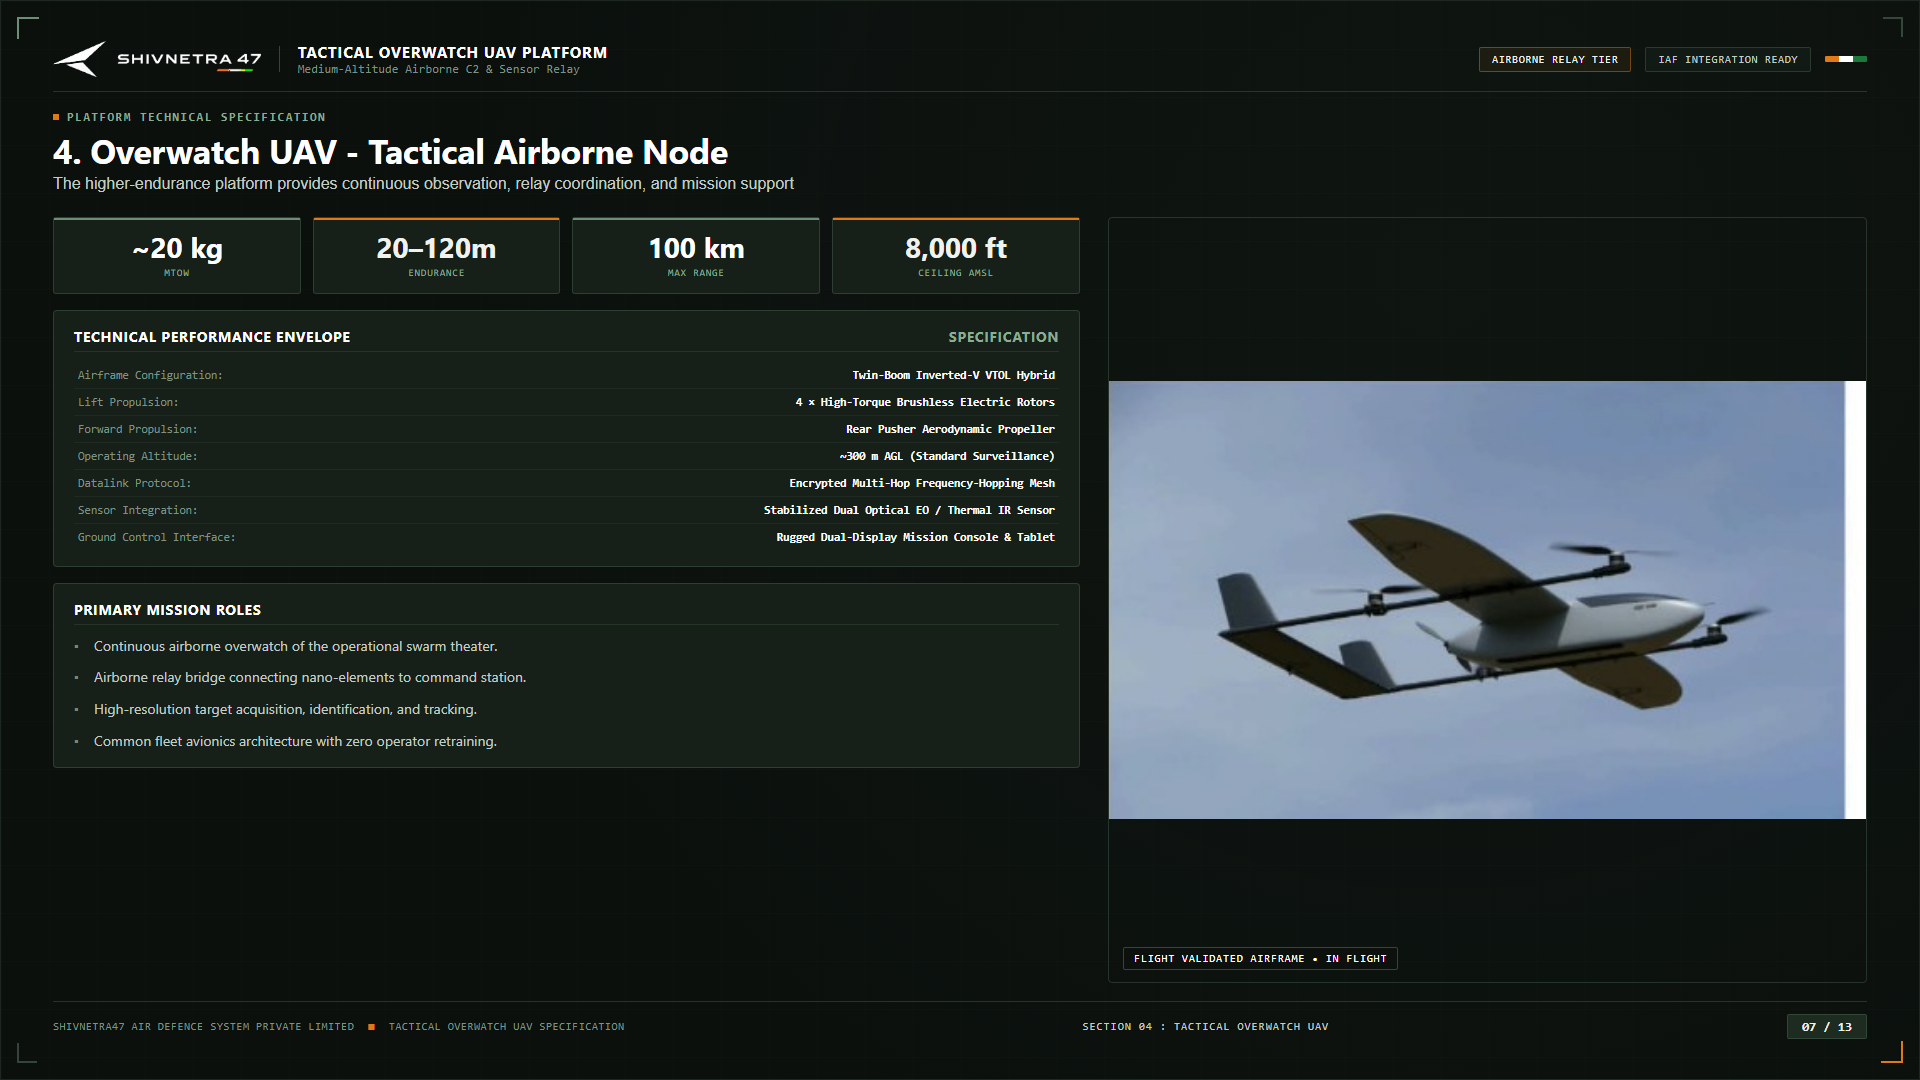 SHIVNETRA 47
TACTICAL OVERWATCH UAV PLATFORM
Medium-Altitude Airborne C2 & Sensor Relay
AIRBORNE RELAY TIER
IAF INTEGRATION READY
PLATFORM TECHNICAL SPECIFICATION
4. Overwatch UAV - Tactical Airborne Node
The higher-endurance platform provides continuous observation, relay coordination, and mission support
~20 kg
MTOW
20–120m
ENDURANCE
100 km
MAX RANGE
8,000 ft
CEILING AMSL
TECHNICAL PERFORMANCE ENVELOPE SPECIFICATION
Airframe Configuration: Twin-Boom Inverted-V VTOL Hybrid
Lift Propulsion: 4 × High-Torque Brushless Electric Rotors
Forward Propulsion: Rear Pusher Aerodynamic Propeller
Operating Altitude: ~300 m AGL (Standard Surveillance)
Datalink Protocol: Encrypted Multi-Hop Frequency-Hopping Mesh
Sensor Integration: Stabilized Dual Optical EO / Thermal IR Sensor
Ground Control Interface: Rugged Dual-Display Mission Console & Tablet
PRIMARY MISSION ROLES
▪ Continuous airborne overwatch of the operational swarm theater.
▪ Airborne relay bridge connecting nano-elements to command station.
▪ High-resolution target acquisition, identification, and tracking.
▪ Common fleet avionics architecture with zero operator retraining.
FLIGHT VALIDATED AIRFRAME • IN FLIGHT
SHIVNETRA47 AIR DEFENCE SYSTEM PRIVATE LIMITED ■ TACTICAL OVERWATCH UAV SPECIFICATION
SECTION 04 : TACTICAL OVERWATCH UAV
07 / 13